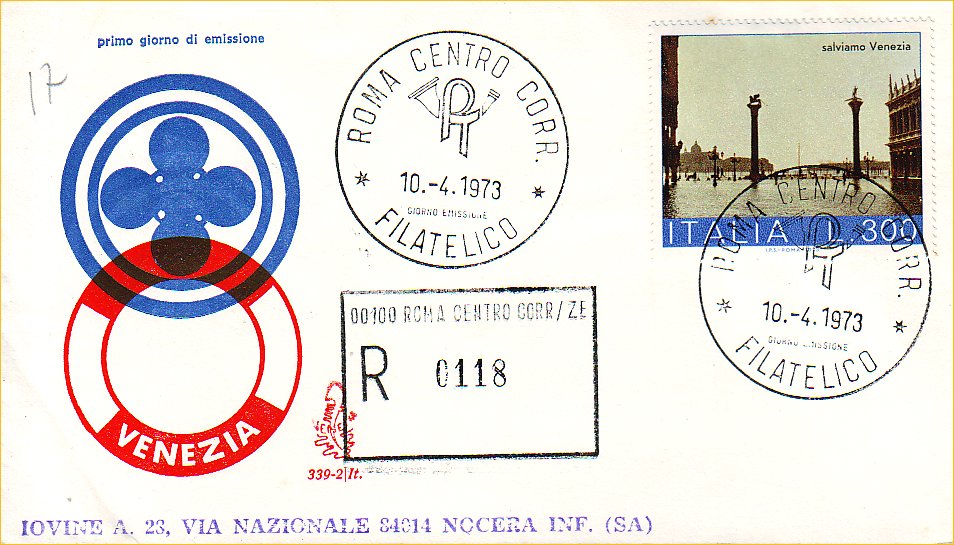 primo giorno di emissione
17
ROMA CENTRO CORR.
10.-4.1973
GIORNO EMISSIONE
FILATELICO
salviamo Venezia
ITALIA L. 300
I.P.S.-ROMA
ROMA CENTRO CORR.
10.-4.1973
GIORNO EMISSIONE
FILATELICO
00100 ROMA CENTRO CORR/ZE
R 0118
VENEZIA
339-2 It.
IOVINE A. 23, VIA NAZIONALE 84014 NOCERA INF. (SA)